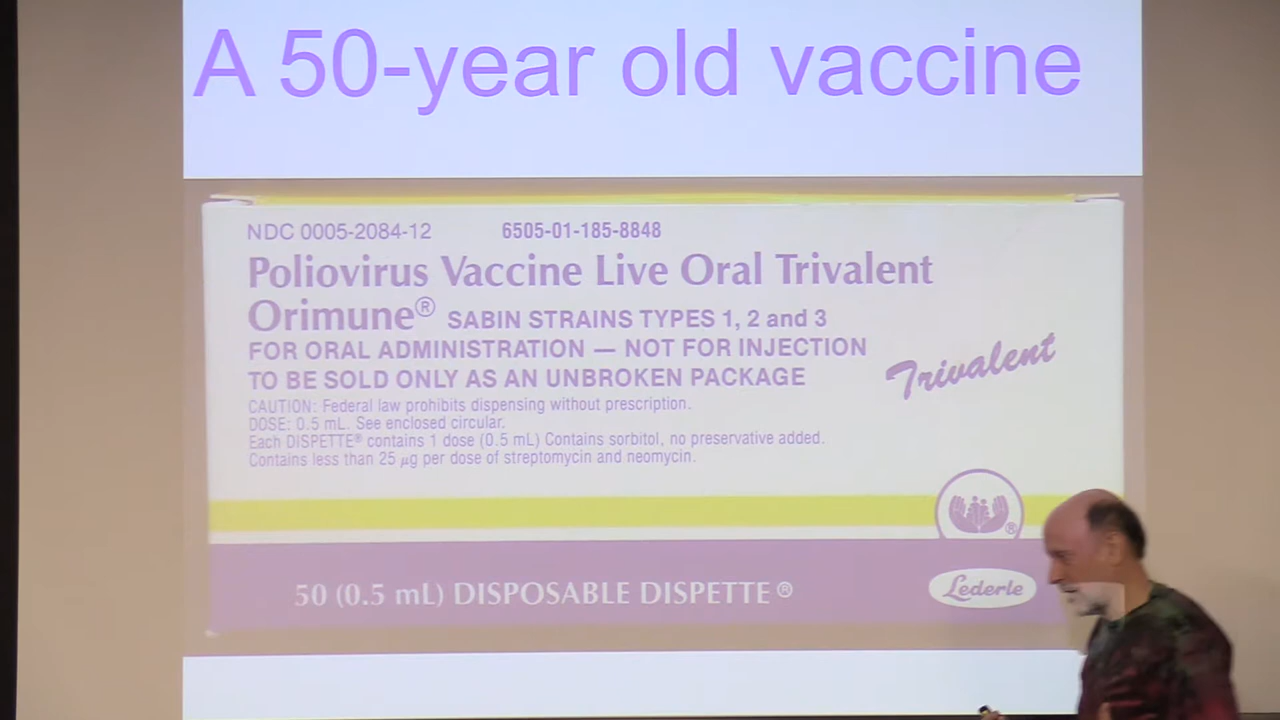 A 50-year old vaccine
NDC 0005-2084-12 6505-01-185-8848
Poliovirus Vaccine Live Oral Trivalent
Orimune® SABIN STRAINS TYPES 1, 2 and 3
FOR ORAL ADMINISTRATION — NOT FOR INJECTION
TO BE SOLD ONLY AS AN UNBROKEN PACKAGE
Trivalent
CAUTION: Federal law prohibits dispensing without prescription.
DOSE: 0.5 mL. See enclosed circular.
Each DISPETTE® contains 1 dose (0.5 mL) Contains sorbitol, no preservative added.
Contains less than 25 µg per dose of streptomycin and neomycin.
®
50 (0.5 mL) DISPOSABLE DISPETTE®
Lederle